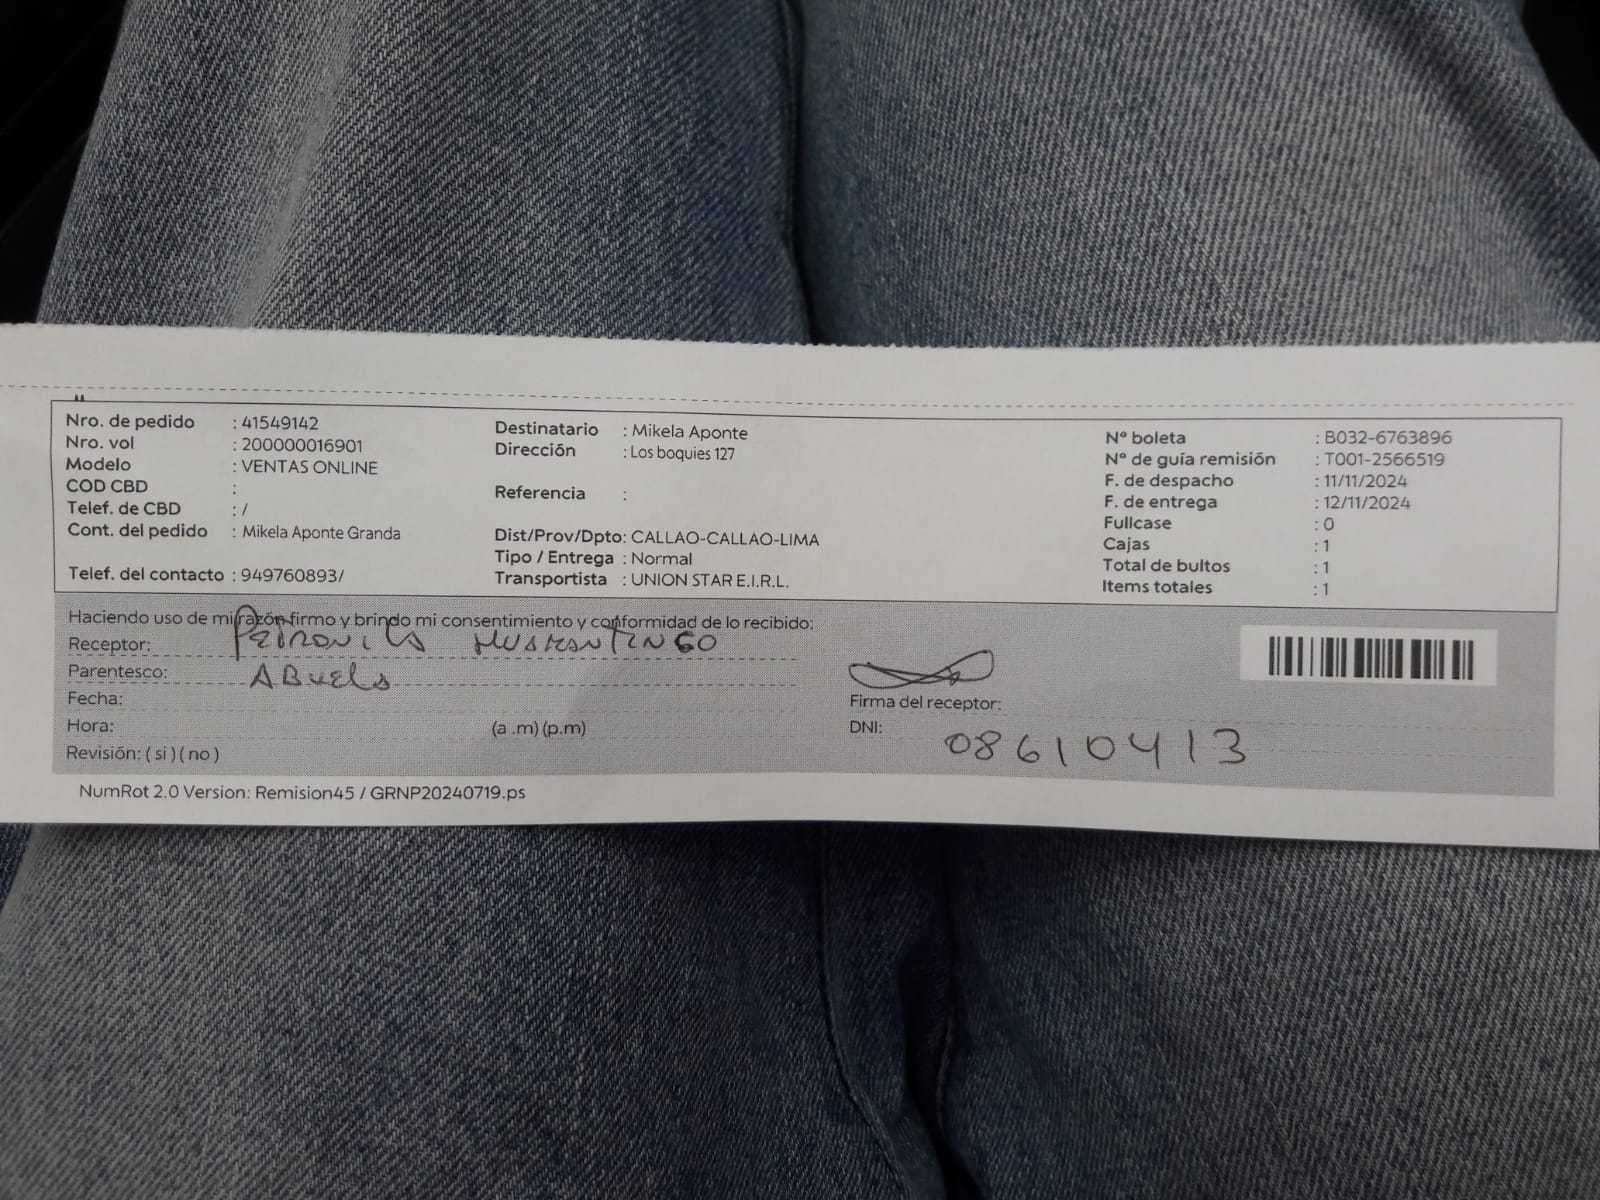 Nro. de pedido : 41549142
Nro. vol : 200000016901
Modelo : VENTAS ONLINE
COD CBD :
Telef. de CBD : /
Cont. del pedido : Mikela Aponte Granda
Telef. del contacto : 949760893/
Destinatario : Mikela Aponte
Dirección : Los boquies 127
Referencia :
Dist/Prov/Dpto: CALLAO-CALLAO-LIMA
Tipo / Entrega : Normal
Transportista : UNION STAR E.I.R.L.
N° boleta : B032-6763896
N° de guía remisión : T001-2566519
F. de despacho : 11/11/2024
F. de entrega : 12/11/2024
Fullcase : 0
Cajas : 1
Total de bultos : 1
Items totales : 1
Haciendo uso de mi razón firmo y brindo mi consentimiento y conformidad de lo recibido:
Receptor: PETRONILA
Parentesco: ABUELA
Fecha:
Hora: (a .m) (p.m)
Revisión: ( si ) ( no )
Firma del receptor:
DNI: 08610413
NumRot 2.0 Version: Remision45 / GRNP20240719.ps